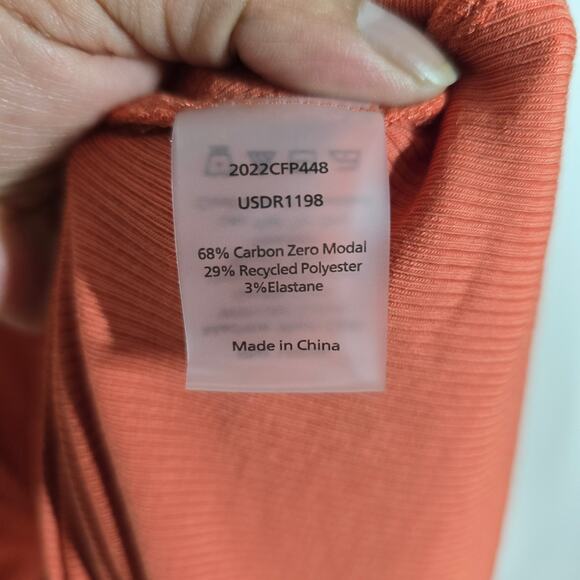 2022CFP448
USDR1198
68% Carbon Zero Modal
29% Recycled Polyester
3%Elastane
Made in China